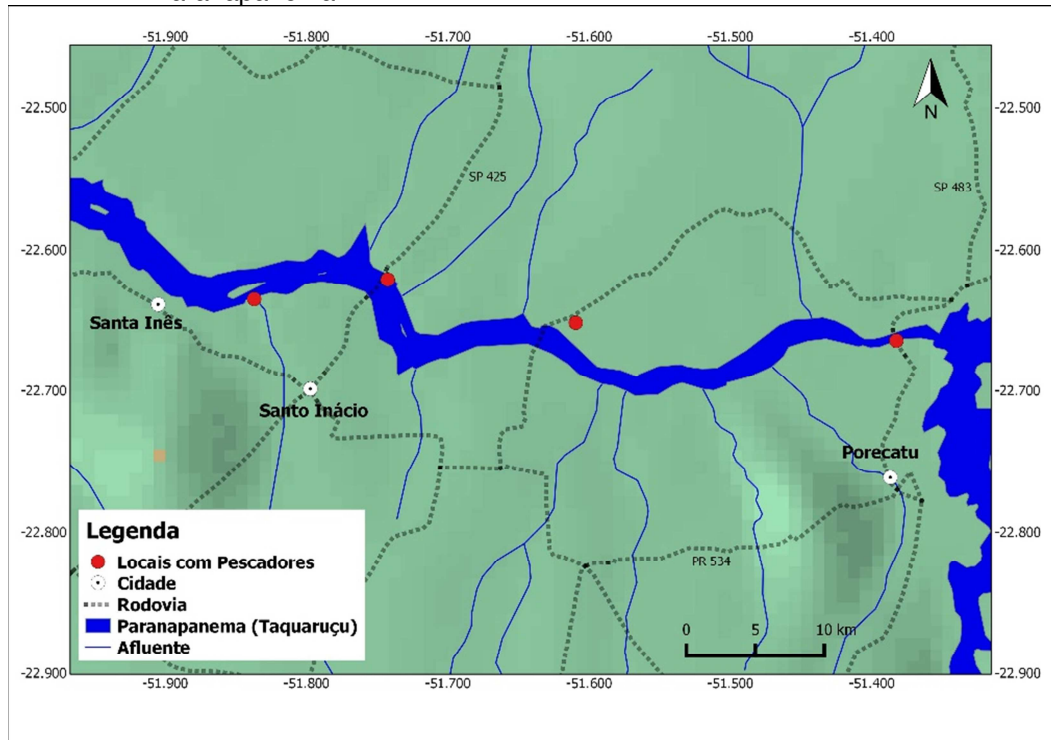 -51.900 -51.800 -51.700 -51.600 -51.500 -51.400
-22.500 -22.500
N
SP 425
SP 483
-22.600 -22.600
Santa Inês
-22.700 -22.700
Santo Inácio
Porecatu
-22.800 -22.800
Legenda
Locais com Pescadores
Cidade
Rodovia
Paranapanema (Taquaruçu)
Afluente
PR 534
0 5 10 km
-22.900 -22.900
-51.900 -51.800 -51.700 -51.600 -51.500 -51.400